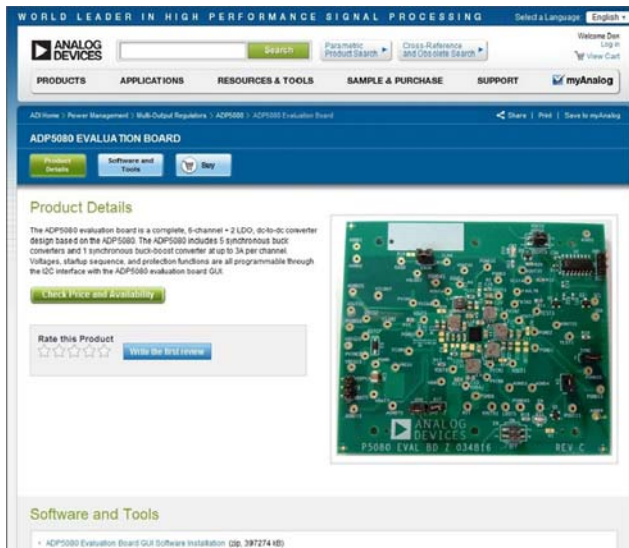 WORLD LEADER IN HIGH PERFORMANCE SIGNAL PROCESSING
Select a Language: English
ANALOG
DEVICES
Search
Parametric
Product Search
Cross-Reference
and Obsolete Search
Welcome Don
Log in
View Cart
PRODUCTS APPLICATIONS RESOURCES & TOOLS SAMPLE & PURCHASE SUPPORT myAnalog
ADI Home > Power Management > Multi-Output Regulators > ADP5080 > ADP5080 Evaluation Board
Share | Print | Save to myAnalog
ADP5080 EVALUATION BOARD
Product
Details
Software and
Tools
Buy
Product Details
The ADP5080 evaluation board is a complete, 6-channel + 2 LDO, dc-to-dc converter
design based on the ADP5080. The ADP5080 includes 5 synchronous buck
converters and 1 synchronous buck-boost converter at up to 3A per channel.
Voltages, startup sequence, and protection functions are all programmable through
the I2C interface with the ADP5080 evaluation board GUI.
Check Price and Availability
Rate this Product
Write the first review
ANALOG
DEVICES
P5080 EVAL BD Z 034B16 REV C
Software and Tools
ADP5080 Evaluation Board GUI Software Installation (zip, 397274 kB)